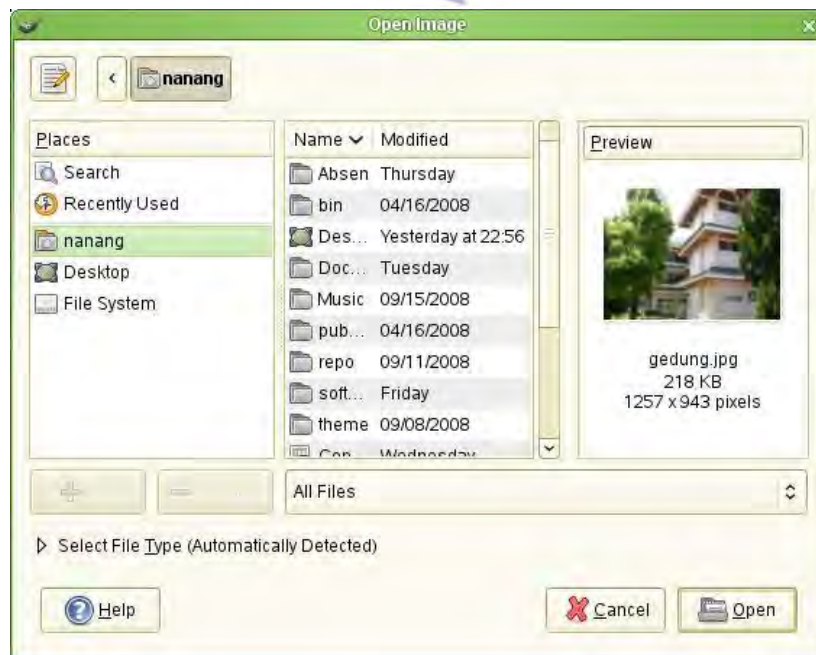 Open Image
nanang
Places
Search
Recently Used
nanang
Desktop
File System
Name Modified
Absen Thursday
bin 04/16/2008
Des... Yesterday at 22:56
Doc... Tuesday
Music 09/15/2008
pub... 04/16/2008
repo 09/11/2008
soft... Friday
theme 09/08/2008
Con... Wednesday
Preview
gedung.jpg
218 KB
1257 x 943 pixels
All Files
Select File Type (Automatically Detected)
Help
Cancel
Open